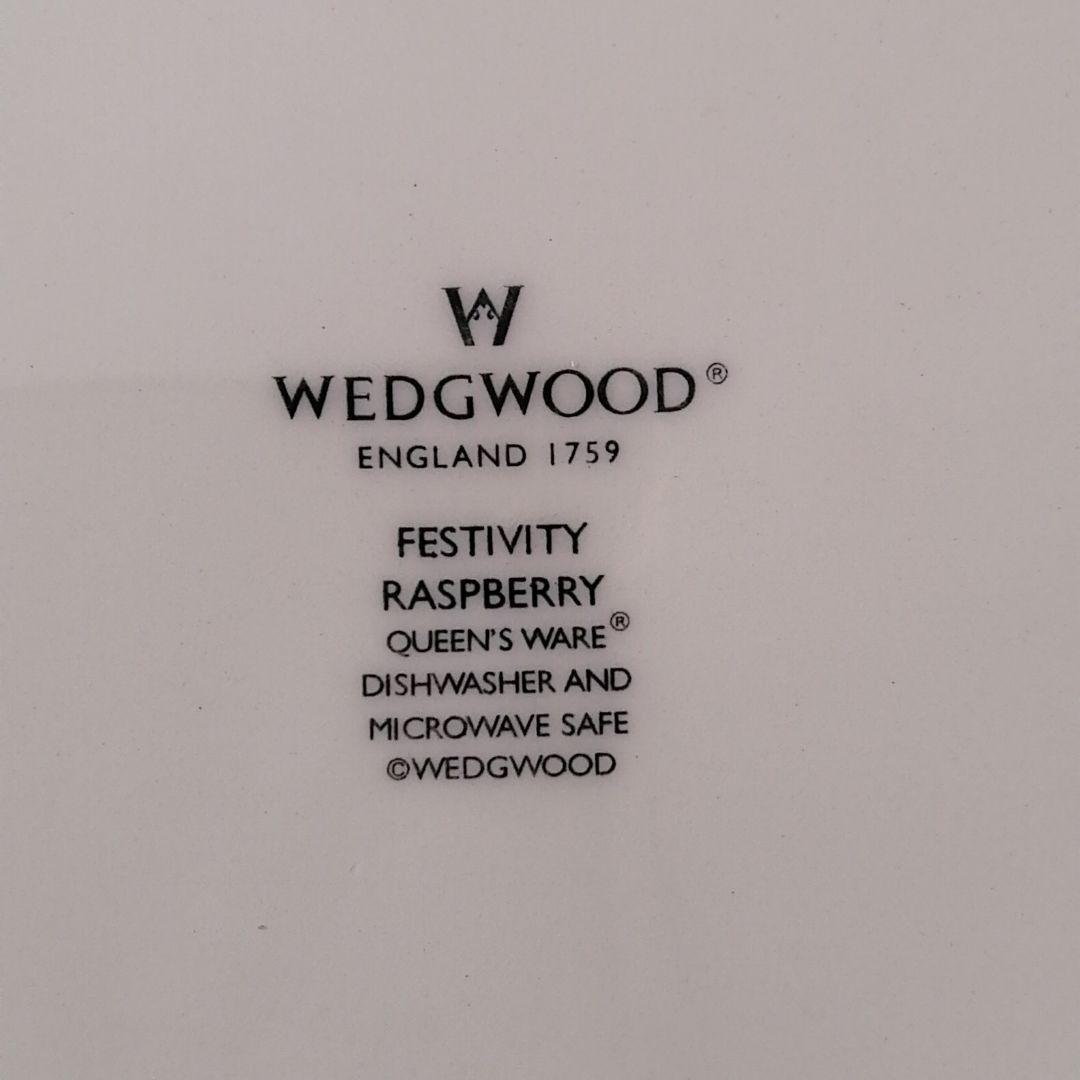 W
WEDGWOOD®
ENGLAND 1759
FESTIVITY
RASPBERRY
QUEEN'S WARE®
DISHWASHER AND
MICROWAVE SAFE
©WEDGWOOD